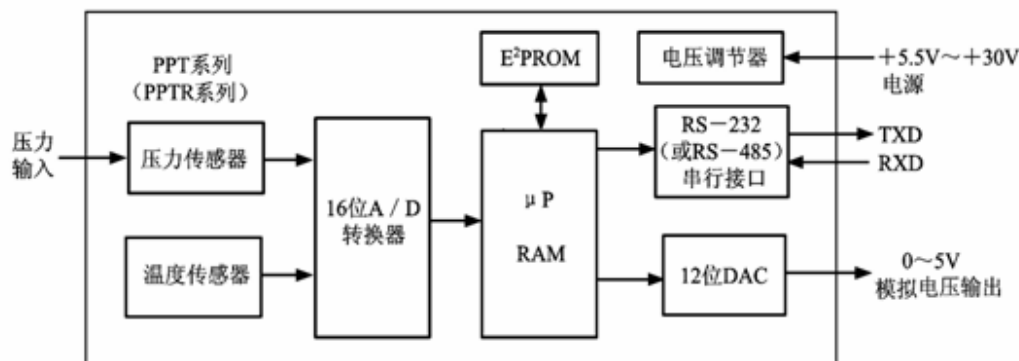 PPT系列
（PPTR系列）
压力
输入
压力传感器
温度传感器
16位A／D
转换器
E²PROM
μP
RAM
电压调节器
＋5.5V～＋30V
电源
RS－232
（或RS－485）
串行接口
TXD
RXD
12位DAC
0～5V
模拟电压输出